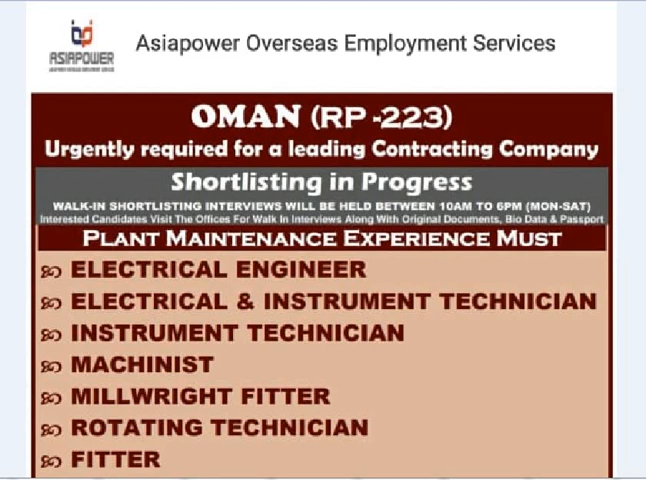 ASIAPOWER
Asiapower Overseas Employment Services
OMAN (RP -223)
Urgently required for a leading Contracting Company
Shortlisting in Progress
WALK-IN SHORTLISTING INTERVIEWS WILL BE HELD BETWEEN 10AM TO 6PM (MON-SAT)
Interested Candidates Visit The Offices For Walk In Interviews Along With Original Documents, Bio Data & Passport
PLANT MAINTENANCE EXPERIENCE MUST
ELECTRICAL ENGINEER
ELECTRICAL & INSTRUMENT TECHNICIAN
INSTRUMENT TECHNICIAN
MACHINIST
MILLWRIGHT FITTER
ROTATING TECHNICIAN
FITTER